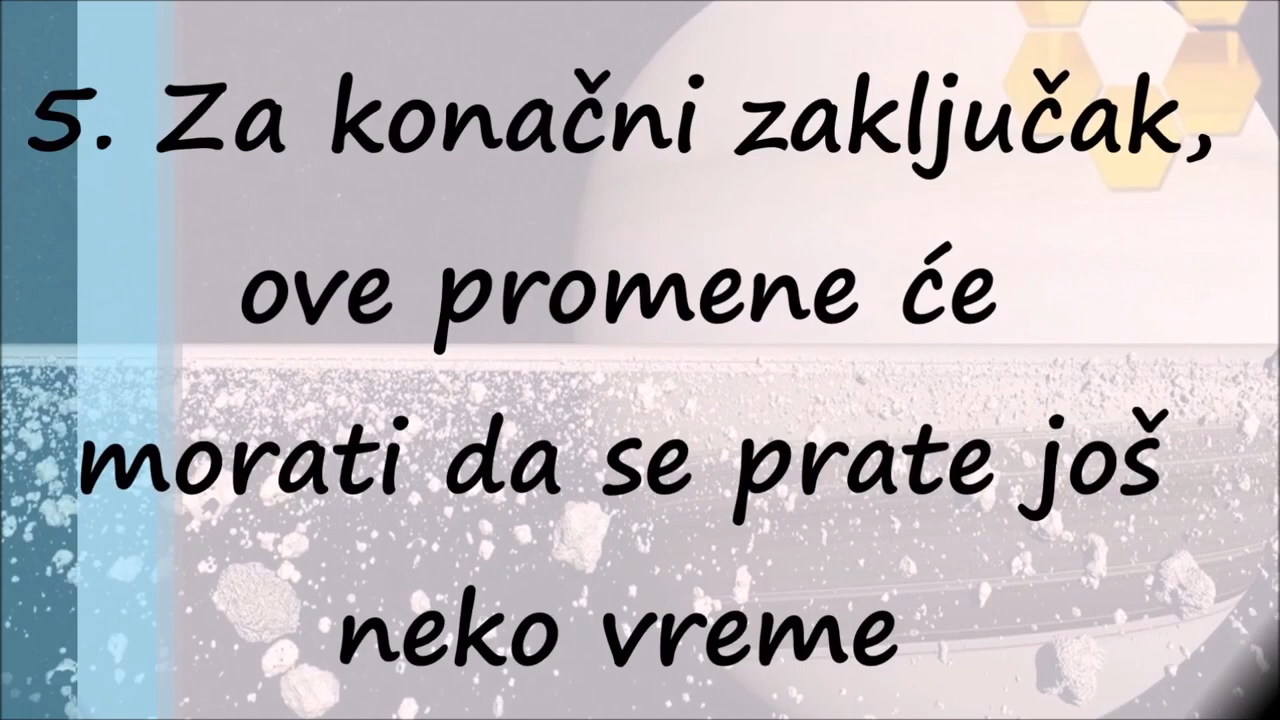 5. Za konačni zaključak,
ove promene će
morati da se prate još
neko vreme